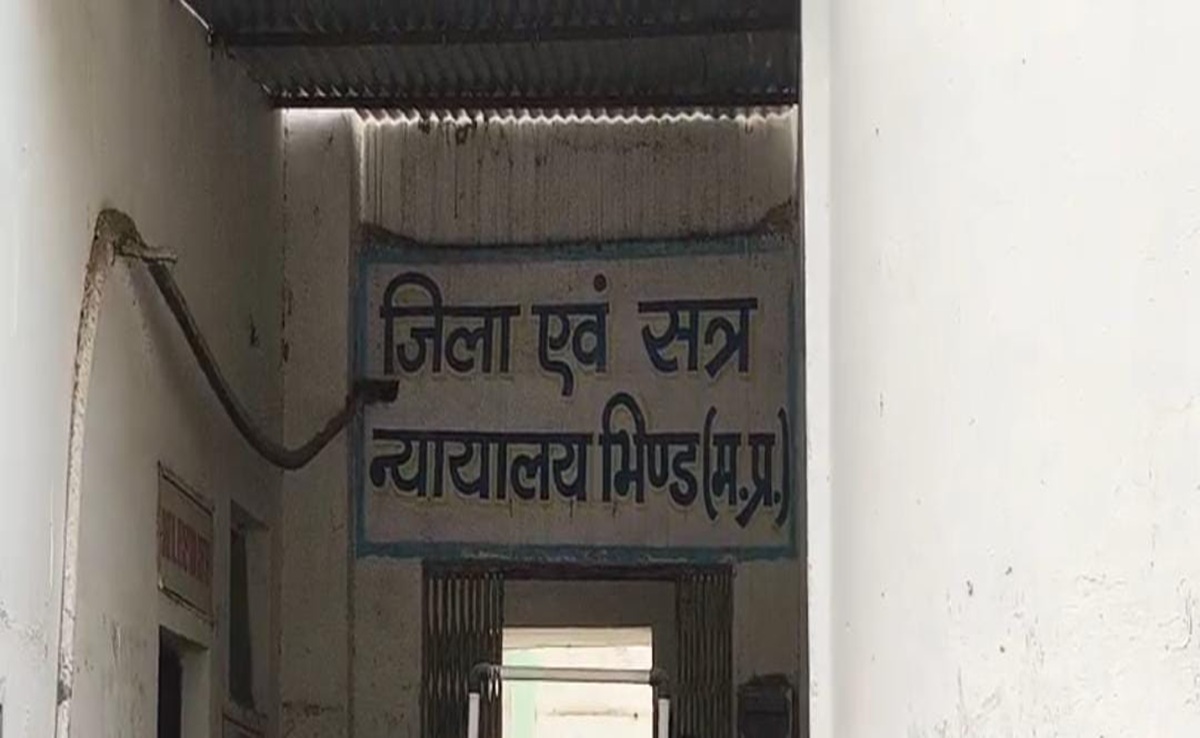 जिला एवं सत्र
न्यायालय भिण्ड (म.प्र.)